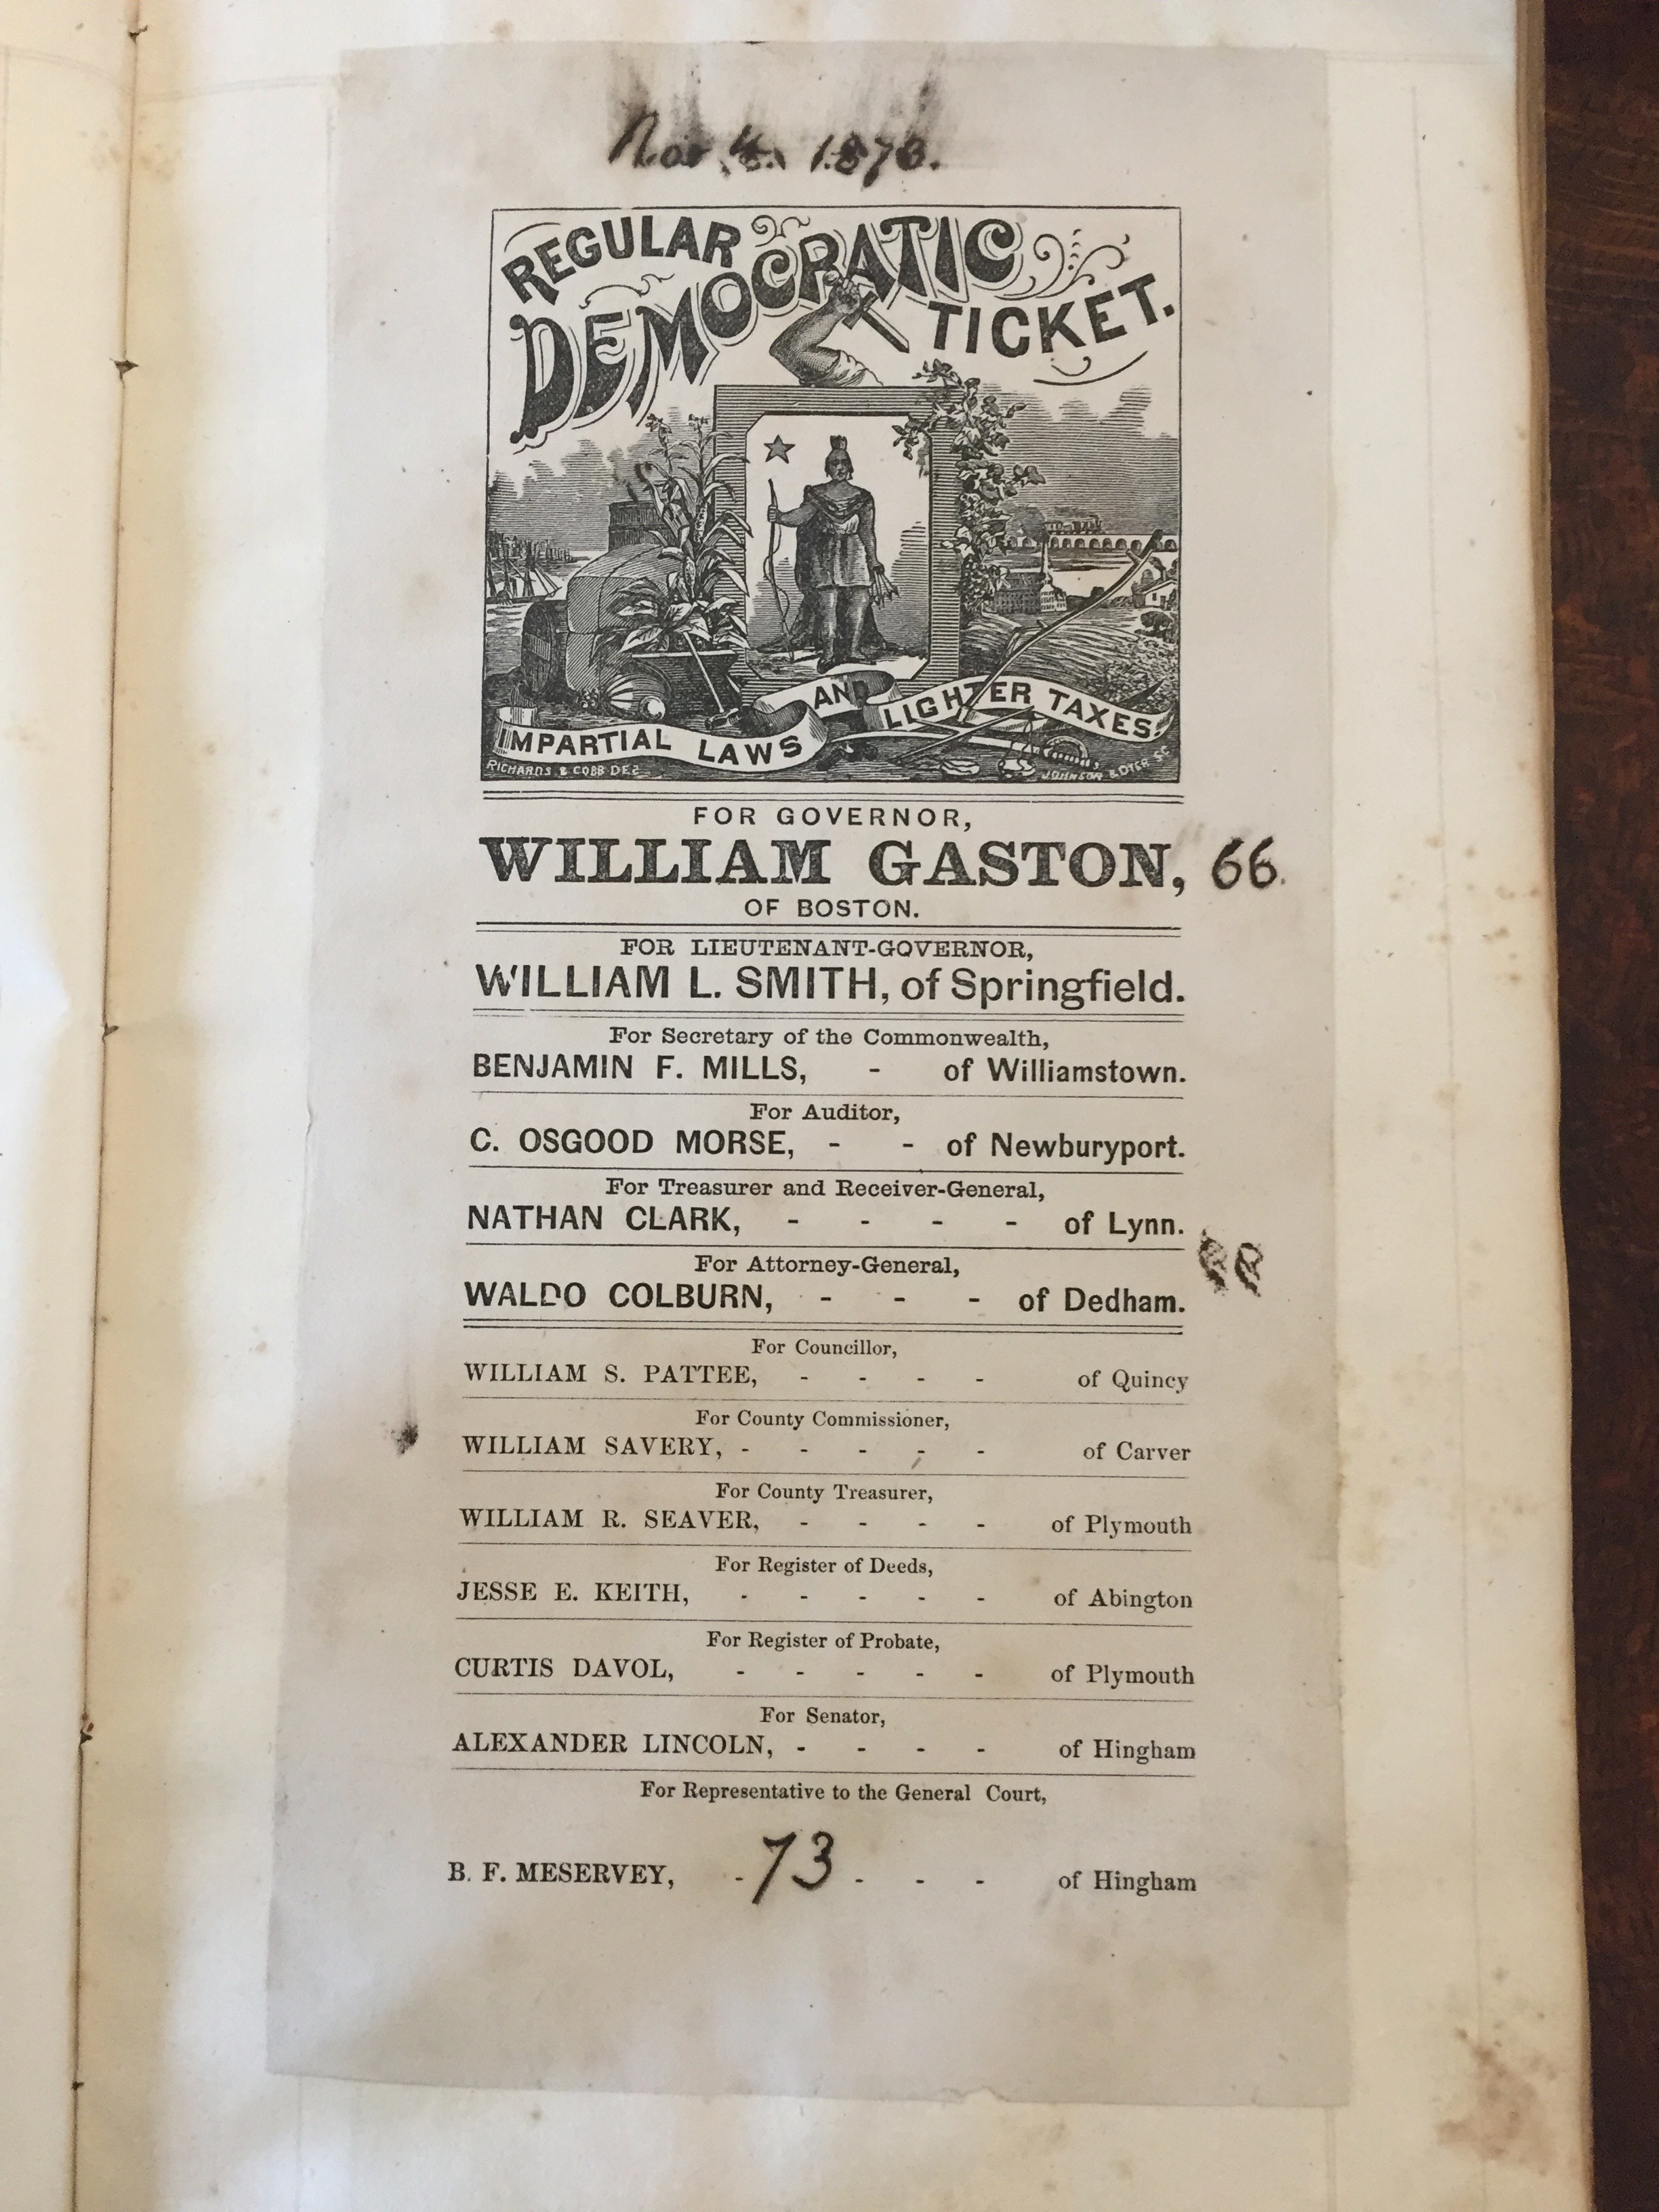 Nov. 4. 1873.
REGULAR
DEMOCRATIC
TICKET.
IMPARTIAL LAWS AND LIGHTER TAXES.
RICHARDS & COBB DES
JOHNSON & DYER SC.
FOR GOVERNOR,
WILLIAM GASTON, 66.
OF BOSTON.
FOR LIEUTENANT-GOVERNOR,
WILLIAM L. SMITH, of Springfield.
For Secretary of the Commonwealth,
BENJAMIN F. MILLS, - of Williamstown.
For Auditor,
C. OSGOOD MORSE, - - of Newburyport.
For Treasurer and Receiver-General,
NATHAN CLARK, - - - - of Lynn.
For Attorney-General,
WALDO COLBURN, - - - of Dedham.
For Councillor,
WILLIAM S. PATTEE, - - - - of Quincy
For County Commissioner,
WILLIAM SAVERY, - - - - - of Carver
For County Treasurer,
WILLIAM R. SEAVER, - - - - of Plymouth
For Register of Deeds,
JESSE E. KEITH, - - - - - of Abington
For Register of Probate,
CURTIS DAVOL, - - - - - of Plymouth
For Senator,
ALEXANDER LINCOLN, - - - - of Hingham
For Representative to the General Court,
B. F. MESERVEY, - 73 - - - of Hingham